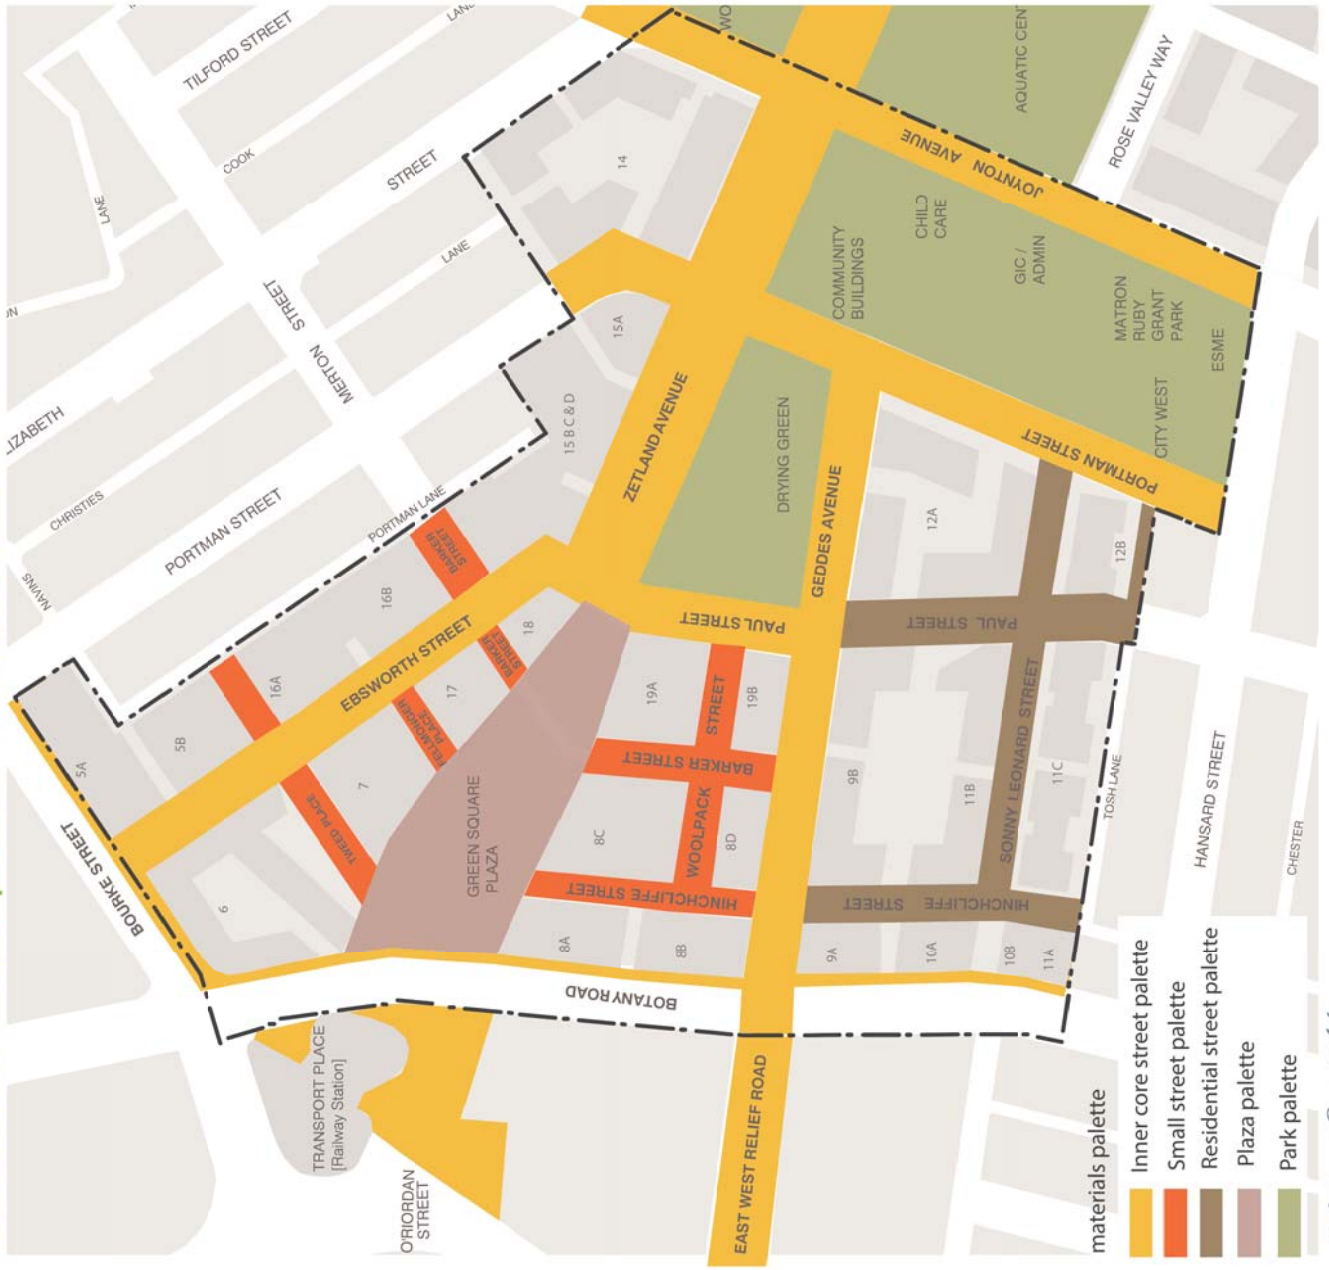 TILFORD STREET
LANE
COOK
STREET
LANE
LANE
MERTON STREET
LIZABETH
CHRISTIES
NAVINS
PORTMAN STREET
PORTMAN LANE
14
15A
15 B C & D
16B
16A
5B
5A
6
7
17
18
BARKER
STREET
BARKER
STREET
FELLMONGER
PLACE
TWEED PLACE
EBSWORTH STREET
BOURKE STREET
ZETLAND AVENUE
AQUATIC CEN
ROSE VALLEY WAY
JOYNTON AVENUE
COMMUNITY
BUILDINGS
CHILD
CARE
GIC /
ADMIN
MATRON
RUBY
GRANT
PARK
ESME
CITY WEST
PORTMAN STREET
DRYING GREEN
GEDDES AVENUE
PAUL STREET
GREEN SQUARE
PLAZA
19A
19B
WOOLPACK STREET
BARKER STREET
8C
8D
HINCHCLIFFE STREET
8A
8B
BOTANY ROAD
12A
12B
PAUL STREET
SONNY LEONARD STREET
9B
11B
11C
HINCHCLIFFE STREET
9A
10A
10B
11A
TOSH LANE
HANSARD STREET
CHESTER
TRANSPORT PLACE
[Railway Station]
O'RIORDAN
STREET
EAST WEST RELIEF ROAD
materials palette
Inner core street palette
Small street palette
Residential street palette
Plaza palette
Park palette